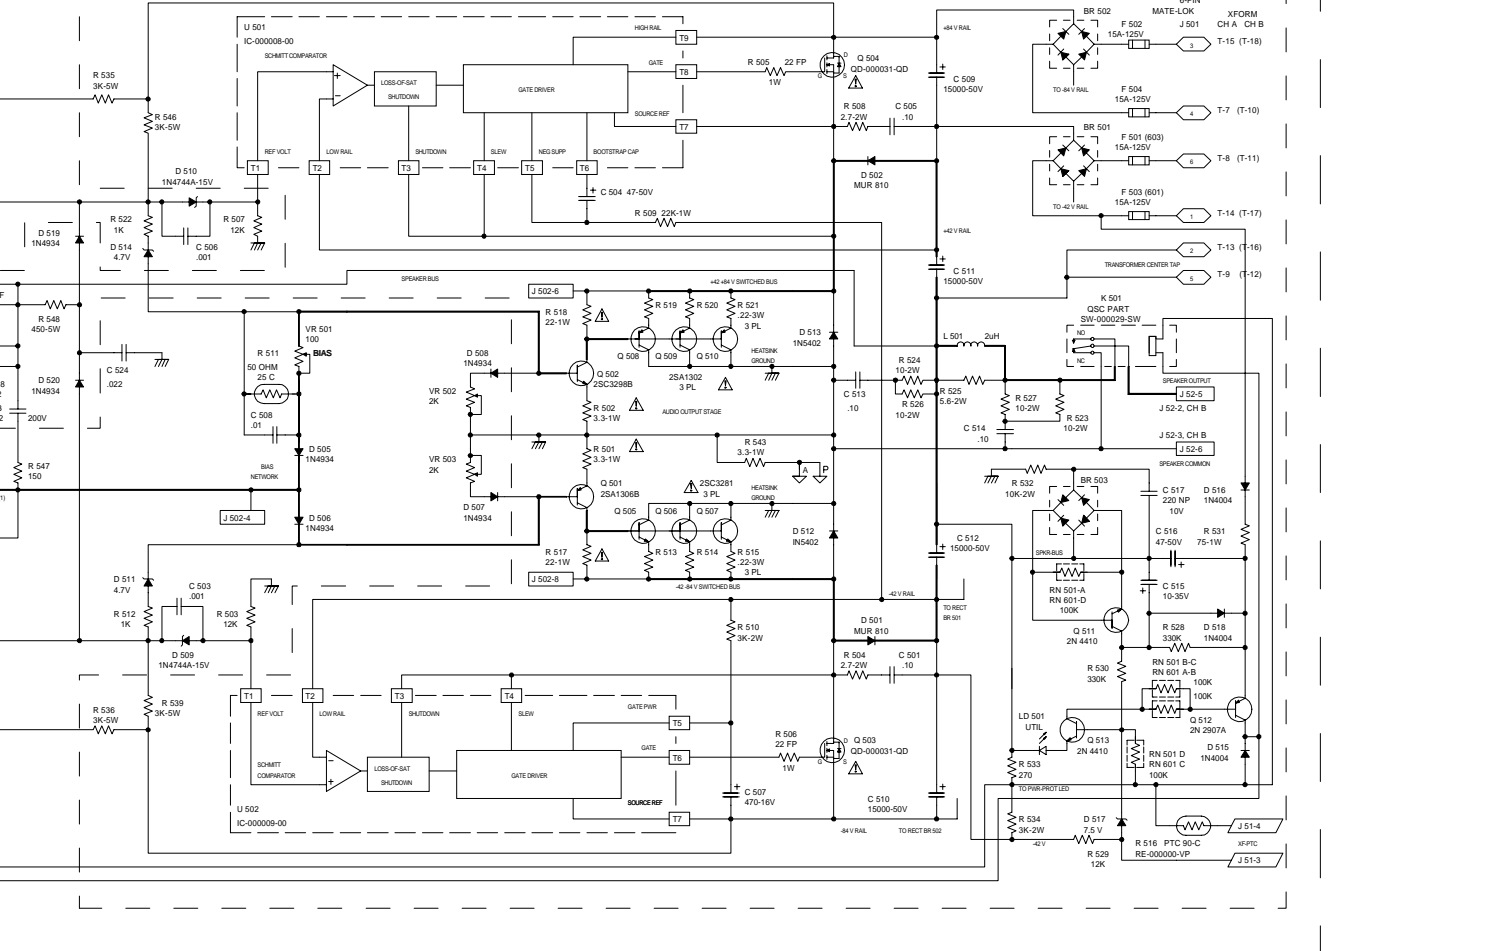 U 501
IC-000008-00
SCHMITT COMPARATOR
LOSS-OF-SAT
SHUTDOWN
GATE DRIVER
HIGH RAIL
T9
GATE
T8
SOURCE REF
T7
REF VOLT
T1
LOW RAIL
T2
SHUTDOWN
T3
SLEW
T4
NEG SUPP
T5
BOOTSTRAP CAP
T6
R 505
22 FP
1W
Q 504
QD-000031-QD
D
G
S
R 508
2.7-2W
C 505
.10
+84 V RAIL
C 509
15000-50V
D 502
MUR 810
BR 502
TO -84 V RAIL
MATE-LOK
J 501
XFORM
CH A CH B
F 502
15A-125V
3
T-15 (T-18)
F 504
15A-125V
4
T-7 (T-10)
BR 501
TO -42 V RAIL
F 501 (603)
15A-125V
6
T-8 (T-11)
F 503 (601)
15A-125V
1
T-14 (T-17)
2
T-13 (T-16)
TRANSFORMER CENTER TAP
5
T-9 (T-12)
R 535
3K-5W
R 546
3K-5W
D 510
1N4744A-15V
R 522
1K
D 514
4.7V
C 506
.001
R 507
12K
D 519
1N4934
C 504 47-50V
R 509 22K-1W
+42 V RAIL
C 511
15000-50V
SPEAKER BUS
F
R 548
450-5W
C 524
.022
D 520
1N4934
200V
R 547
150
VR 501
100
BIAS
R 511
50 OHM
25 C
C 508
.01
D 505
1N4934
BIAS
NETWORK
J 502-4
D 506
1N4934
D 508
1N4934
VR 502
2K
VR 503
2K
D 507
1N4934
J 502-6
+42 +84 V SWITCHED BUS
R 518
22-1W
R 519
R 520
R 521
.22-3W
3 PL
Q 508
Q 509
Q 510
HEATSINK
GROUND
2SA1302
3 PL
Q 502
2SC3298B
R 502
3.3-1W
AUDIO OUTPUT STAGE
R 501
3.3-1W
R 543
3.3-1W
A
P
Q 501
2SA1306B
2SC3281
3 PL
HEATSINK
GROUND
Q 505
Q 506
Q 507
R 517
22-1W
R 513
R 514
R 515
.22-3W
3 PL
J 502-8
-42 -84 V SWITCHED BUS
D 513
1N5402
D 512
IN5402
C 513
.10
R 524
10-2W
R 526
10-2W
R 525
5.6-2W
L 501
2uH
R 527
10-2W
R 523
10-2W
C 514
.10
K 501
QSC PART
SW-000029-SW
NO
NC
SPEAKER OUTPUT
J 52-5
J 52-2, CH B
J 52-3, CH B
J 52-6
SPEAKER COMMON
R 532
10K-2W
BR 503
C 517
220 NP
10V
D 516
1N4004
C 516
47-50V
R 531
75-1W
C 512
15000-50V
SPKR-BUS
RN 501-A
RN 601-D
100K
C 515
10-35V
Q 511
2N 4410
R 528
330K
D 518
1N4004
R 530
330K
RN 501 B-C
RN 601 A-B
100K
100K
Q 512
2N 2907A
LD 501
UTIL
Q 513
2N 4410
RN 501 D
RN 601 C
100K
D 515
1N4004
R 533
270
TO PWR-PROT LED
R 534
3K-2W
-42 V
D 517
7.5 V
R 529
12K
R 516 PTC 90-C
RE-000000-VP
J 51-4
XF-PTC
J 51-3
D 511
4.7V
R 512
1K
C 503
.001
R 503
12K
D 509
1N4744A-15V
R 536
3K-5W
R 539
3K-5W
-42 V RAIL
TO RECT
BR 501
R 510
3K-2W
D 501
MUR 810
R 504
2.7-2W
C 501
.10
T1
REF VOLT
T2
LOW RAIL
T3
SHUTDOWN
T4
SLEW
GATE PWR
T5
GATE
T6
SOURCE REF
T7
SCHMITT
COMPARATOR
LOSS-OF-SAT
SHUTDOWN
GATE DRIVER
U 502
IC-000009-00
R 506
22 FP
1W
Q 503
QD-000031-QD
D
G
S
C 507
470-16V
C 510
15000-50V
-84 V RAIL
TO RECT BR 502